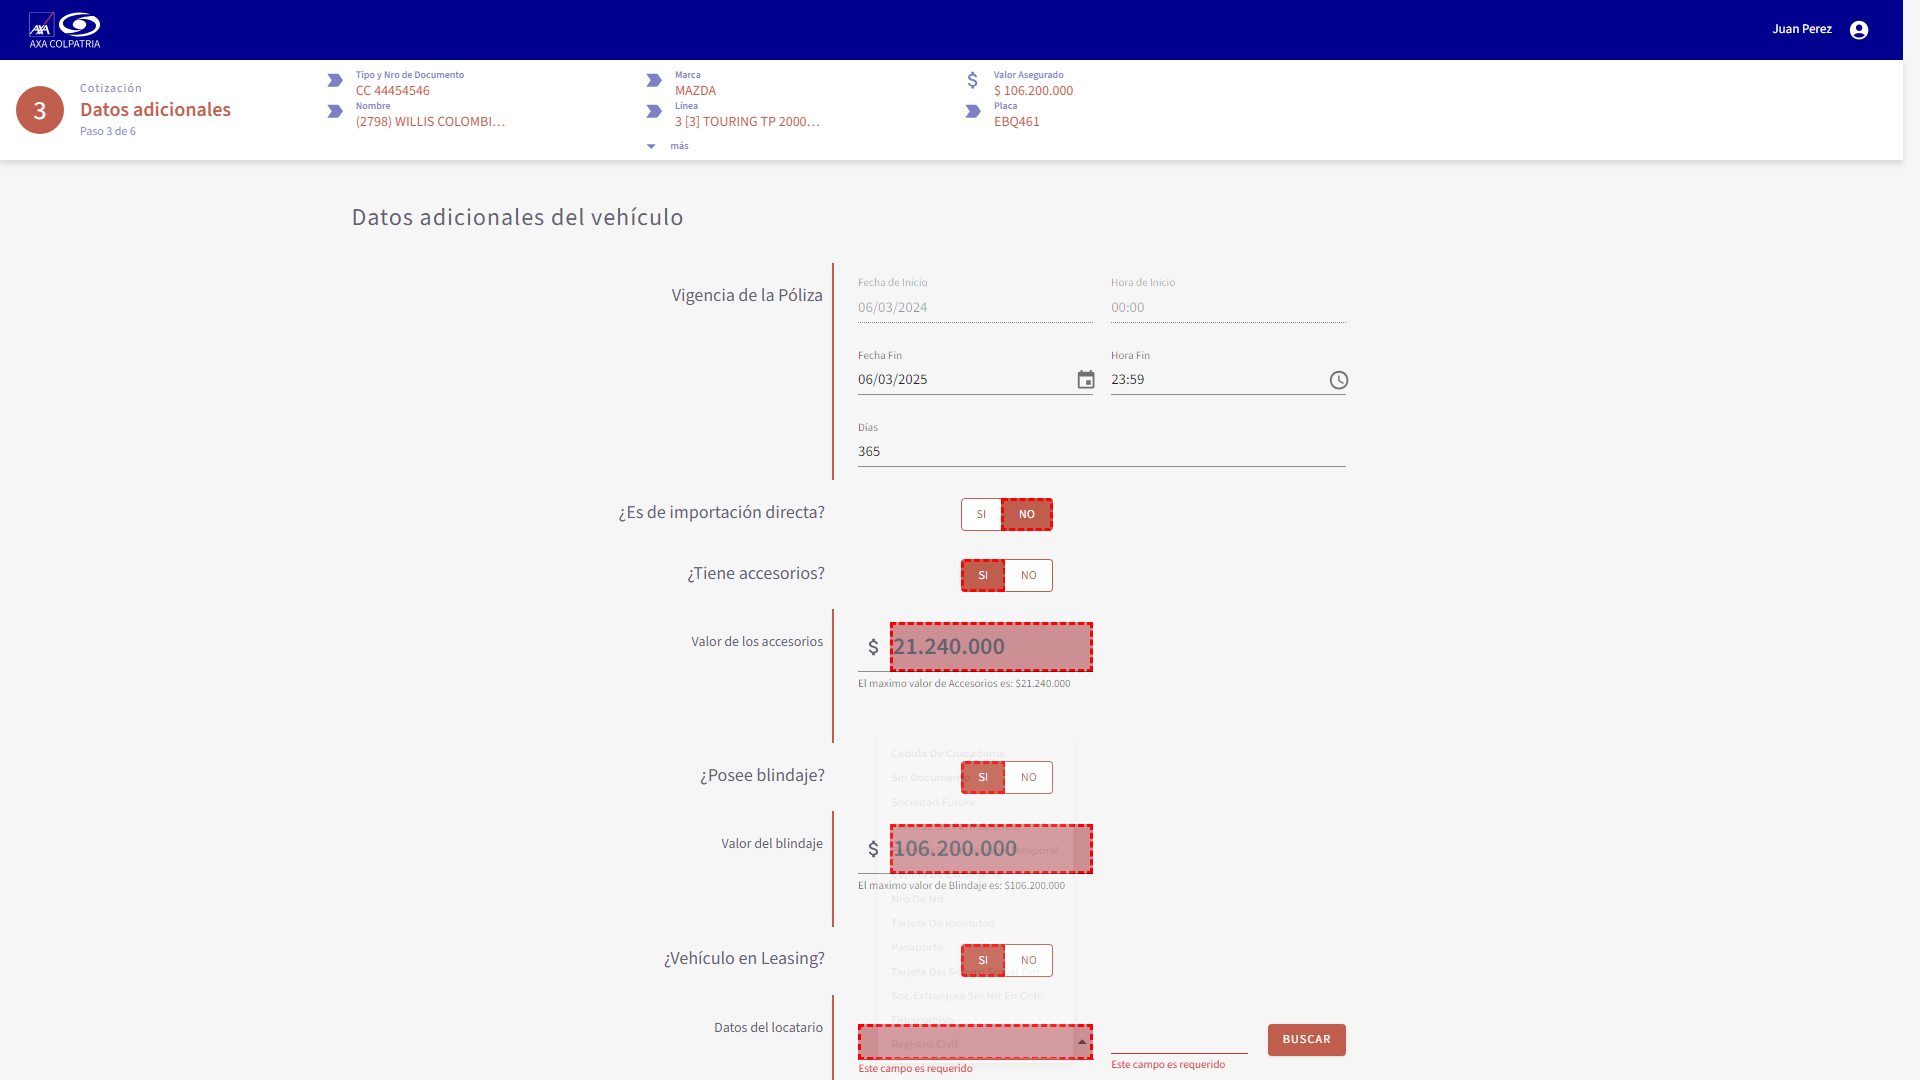 AXA
AXA COLPATRIA
Juan Perez
3
Cotización
Datos adicionales
Paso 3 de 6
Tipo y Nro de Documento
CC 44454546
Nombre
(2798) WILLIS COLOMBI...
Marca
MAZDA
Línea
3 [3] TOURING TP 2000...
más
$
Valor Asegurado
$ 106.200.000
Placa
EBQ461
Datos adicionales del vehículo
Vigencia de la Póliza
Fecha de Inicio
06/03/2024
Hora de Inicio
00:00
Fecha Fin
06/03/2025
Hora Fin
23:59
Días
365
¿Es de importación directa?
SI NO
¿Tiene accesorios?
SI NO
Valor de los accesorios
$ 21.240.000
El maximo valor de Accesorios es: $21.240.000
Cedula De Ciudadania
¿Posee blindaje?
Sin Documento
SI NO
Sociedad Futura
Valor del blindaje
$ 106.200.000
Temporal
El maximo valor de Blindaje es: $106.200.000
Nro De Nit
Tarjeta De Identidad
Pasaporte
¿Vehículo en Leasing?
SI NO
Tarjeta Del Seguro Social Extr
Soc.Extranjera Sin Nit En Colo
Fideicomiso
Datos del locatario
Registro Civil
BUSCAR
Este campo es requerido
Este campo es requerido